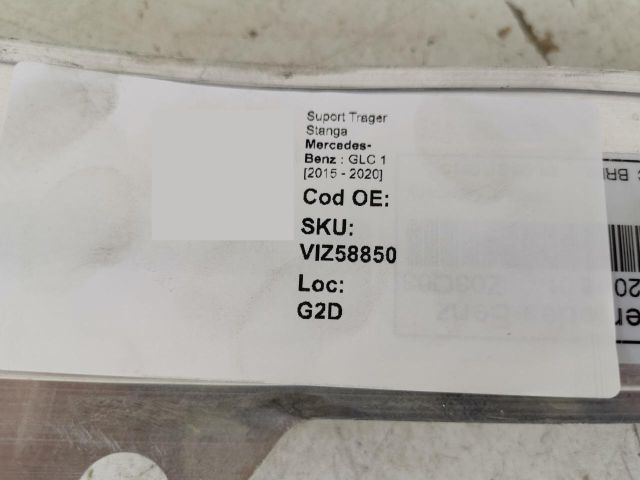 Suport Trager
Stanga
Mercedes-
Benz : GLC 1
[2015 - 2020]
Cod OE:
SKU:
VIZ58850
Loc:
G2D